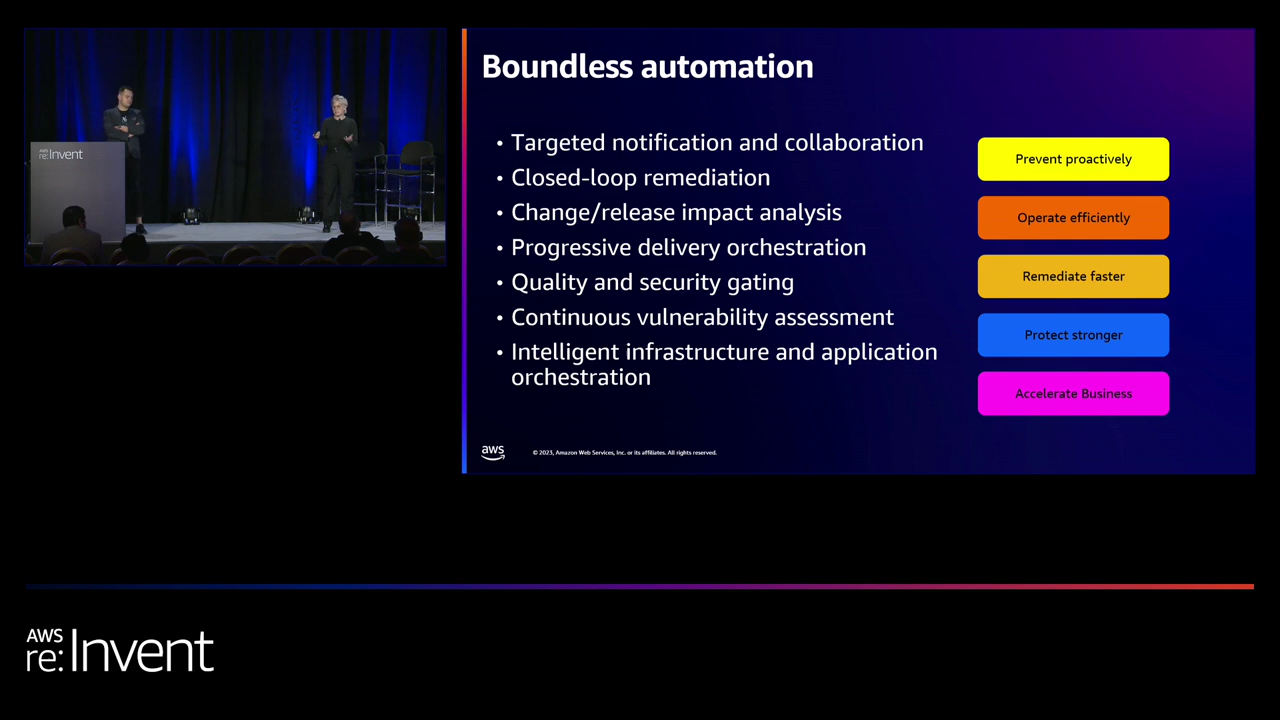 AWS
re:Invent
Boundless automation
• Targeted notification and collaboration
• Closed-loop remediation
• Change/release impact analysis
• Progressive delivery orchestration
• Quality and security gating
• Continuous vulnerability assessment
• Intelligent infrastructure and application
orchestration
Prevent proactively
Operate efficiently
Remediate faster
Protect stronger
Accelerate Business
aws
© 2023, Amazon Web Services, Inc. or its affiliates. All rights reserved.
AWS
re:Invent